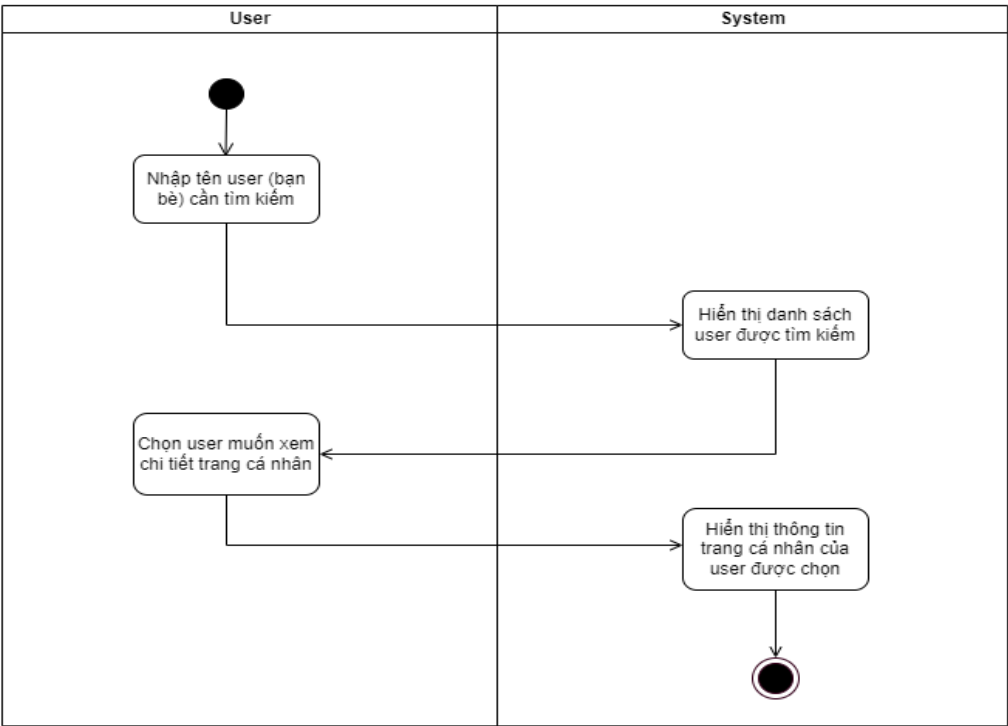 User
System
Nhập tên user (bạn
bè) cần tìm kiếm
Hiển thị danh sách
user được tìm kiếm
Chọn user muốn xem
chi tiết trang cá nhân
Hiển thị thông tin
trang cá nhân của
user được chọn